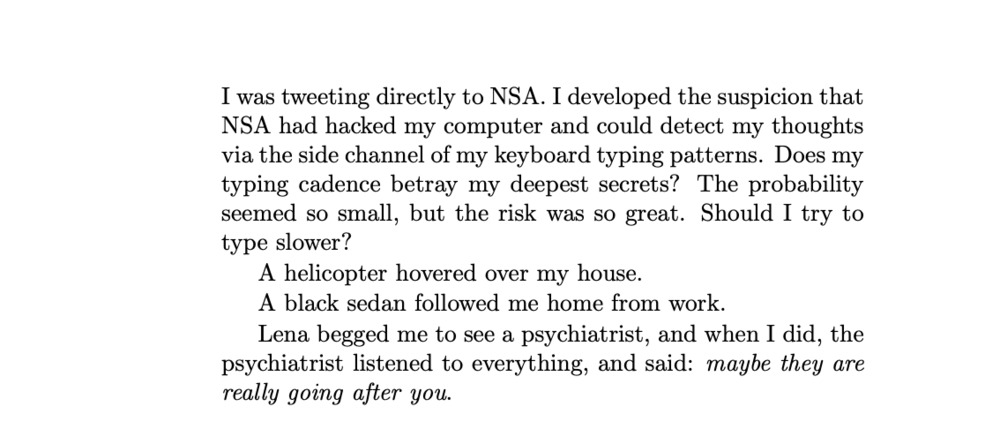 I was tweeting directly to NSA. I developed the suspicion that
NSA had hacked my computer and could detect my thoughts
via the side channel of my keyboard typing patterns. Does my
typing cadence betray my deepest secrets? The probability
seemed so small, but the risk was so great. Should I try to
type slower?
A helicopter hovered over my house.
A black sedan followed me home from work.
Lena begged me to see a psychiatrist, and when I did, the
psychiatrist listened to everything, and said: maybe they are
really going after you.